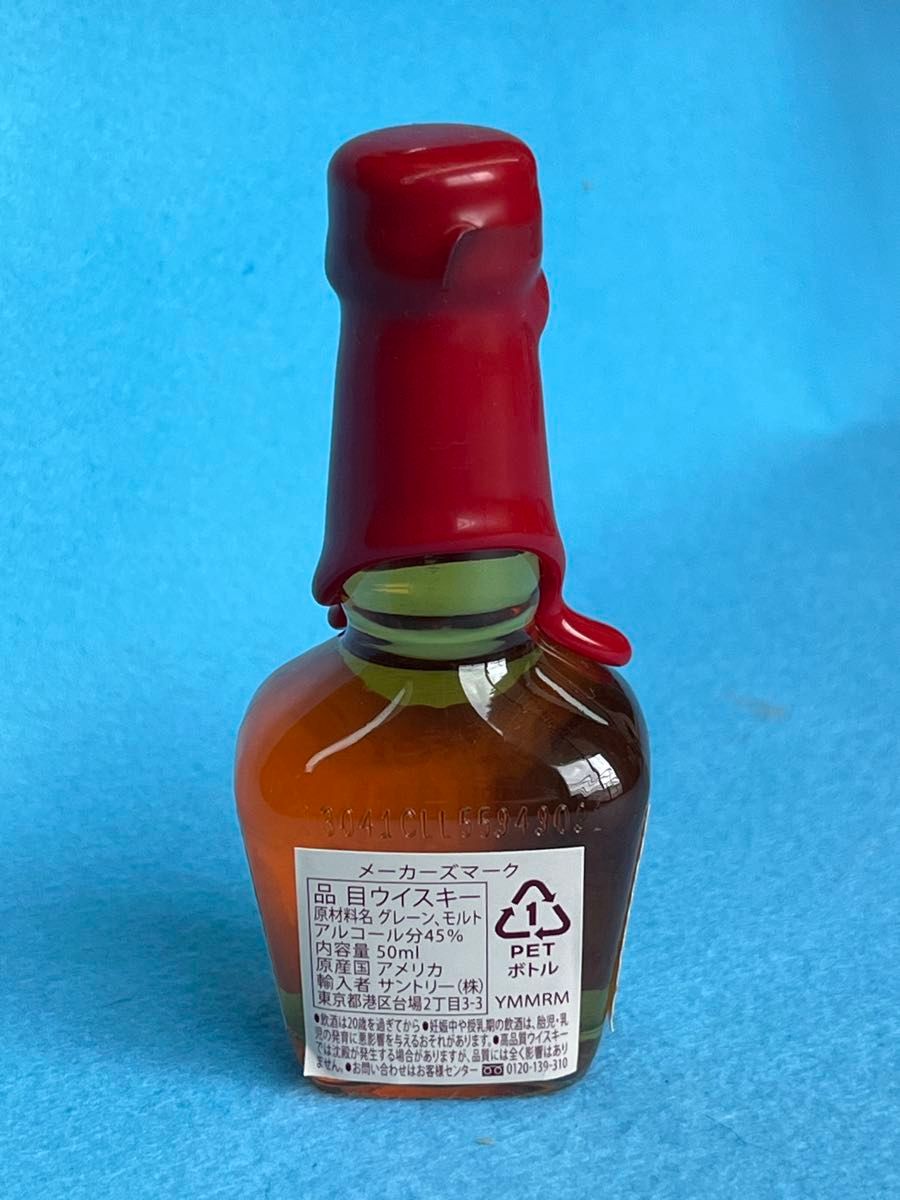 メーカーズマーク
品 目ウイスキー
原材料名 グレーン、モルト
アルコール分45%
内容量 50ml
原産国 アメリカ
輸入者 サントリー(株)
東京都港区台場2丁目3-3
1
PET
ボトル
YMMRM
●飲酒は20歳を過ぎてから●妊娠中や授乳期の飲酒は、胎児・乳
児の発育に悪影響を与えるおそれがあります。●高品質ウイスキー
では沈殿が発生する場合がありますが、品質には全く影響はあり
ません。●お問い合わせはお客様センター 0120-139-310